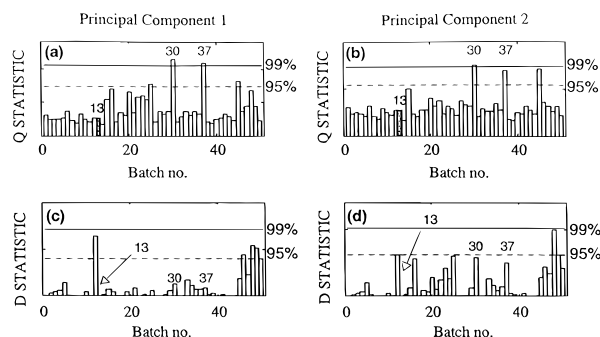 Principal Component 1
Principal Component 2
(a)
30
37
99%
95%
13
Q STATISTIC
0
20
40
Batch no.
(b)
30
37
99%
95%
13
Q STATISTIC
0
20
40
Batch no.
(c)
99%
13
95%
30
37
D STATISTIC
0
20
40
Batch no.
(d)
13
99%
30
37
95%
D STATISTIC
0
20
40
Batch no.